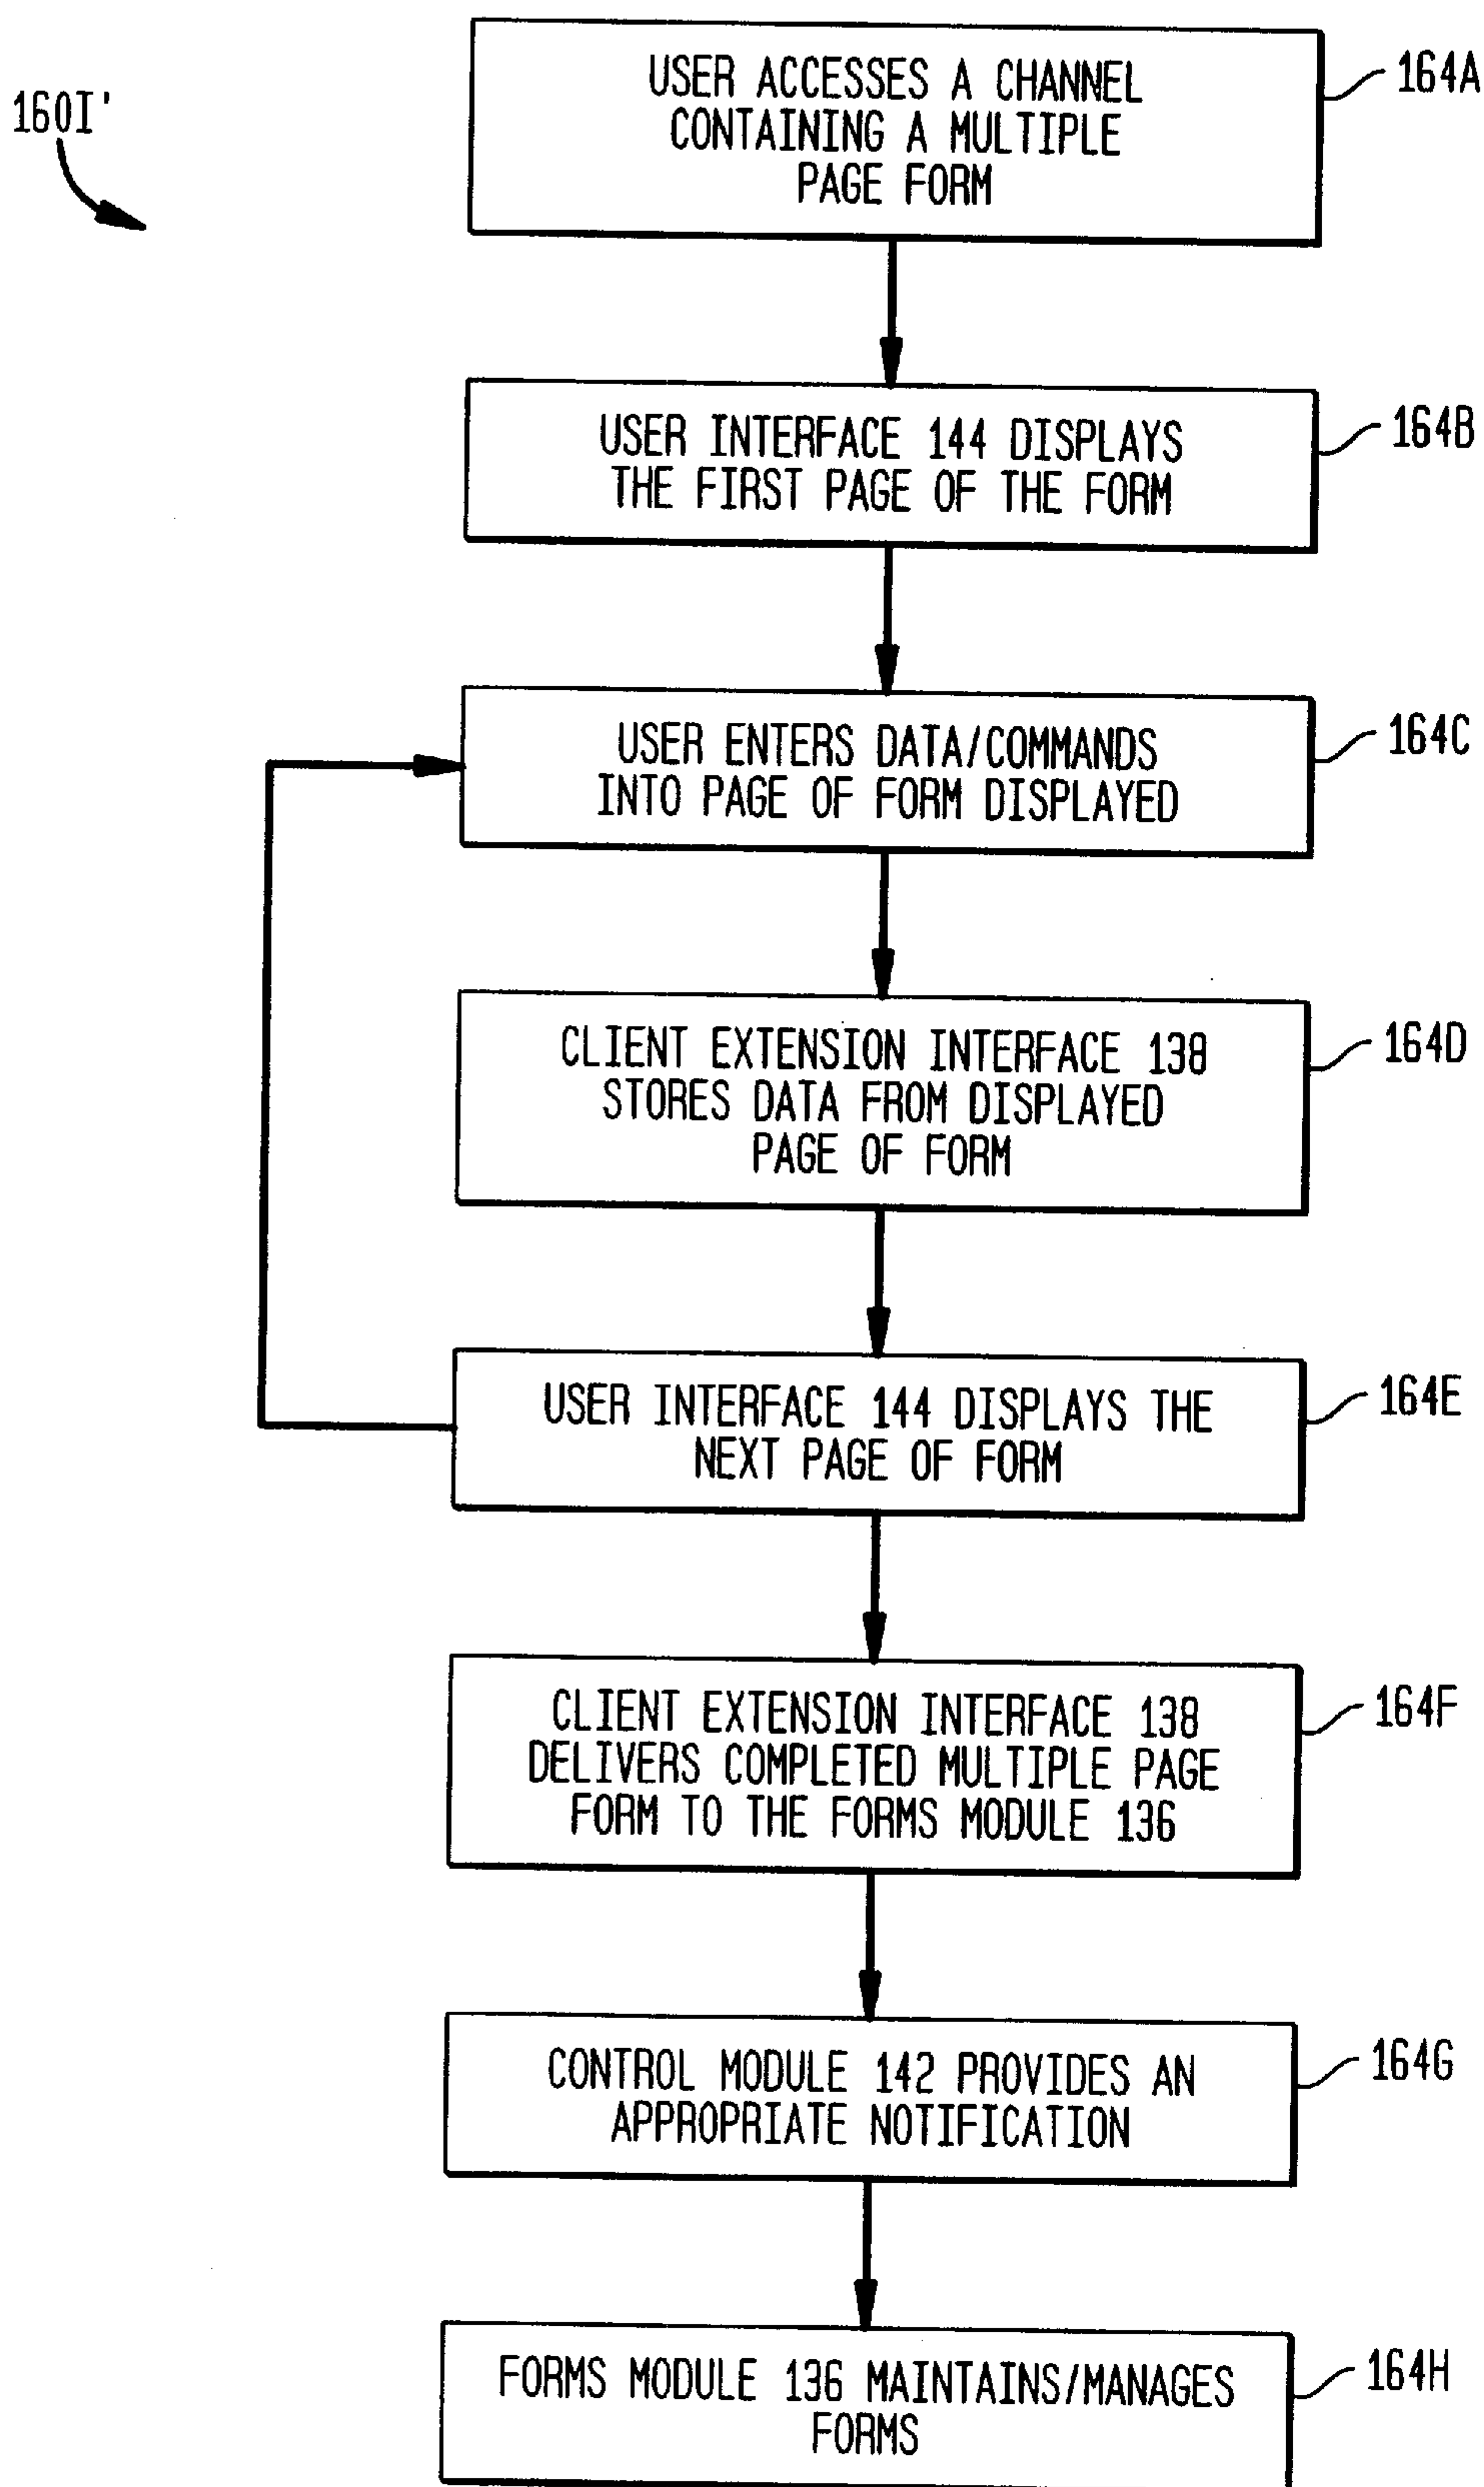 160I'
USER ACCESSES A CHANNEL
CONTAINING A MULTIPLE
PAGE FORM
164A
USER INTERFACE 144 DISPLAYS
THE FIRST PAGE OF THE FORM
164B
USER ENTERS DATA/COMMANDS
INTO PAGE OF FORM DISPLAYED
164C
CLIENT EXTENSION INTERFACE 138
STORES DATA FROM DISPLAYED
PAGE OF FORM
164D
USER INTERFACE 144 DISPLAYS THE
NEXT PAGE OF FORM
164E
CLIENT EXTENSION INTERFACE 138
DELIVERS COMPLETED MULTIPLE PAGE
FORM TO THE FORMS MODULE 136
164F
CONTROL MODULE 142 PROVIDES AN
APPROPRIATE NOTIFICATION
164G
FORMS MODULE 136 MAINTAINS/MANAGES
FORMS
164H